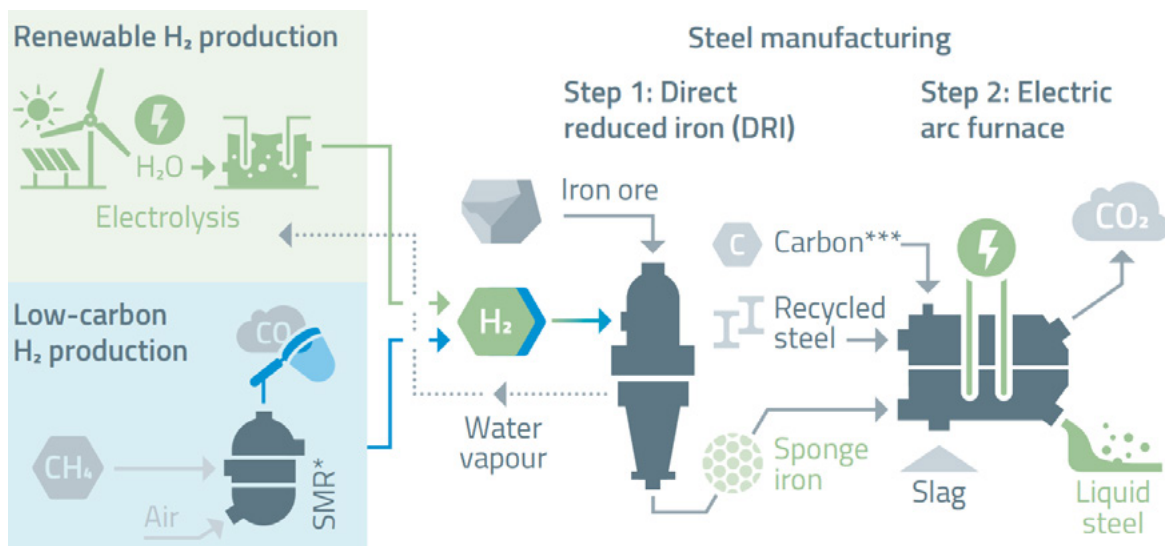 Renewable H₂ production
H₂O
Electrolysis
Low-carbon
H₂ production
CO
CH₄
Air
SMR*
H₂
Water
vapour
Steel manufacturing
Step 1: Direct
reduced iron (DRI)
Iron ore
Sponge
iron
Step 2: Electric
arc furnace
C
Carbon***
Recycled
steel
Slag
CO₂
Liquid
steel